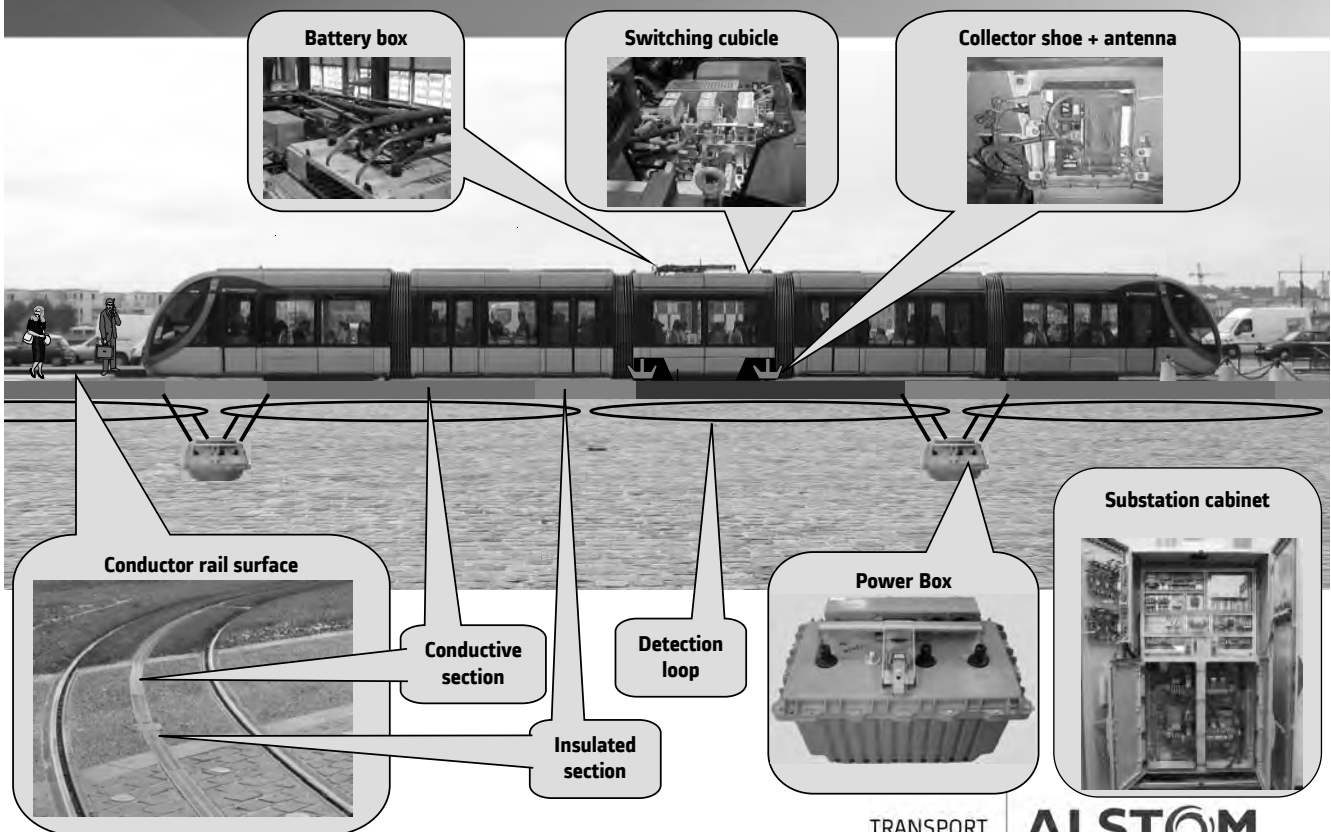 Battery box
Switching cubicle
Collector shoe + antenna
Substation cabinet
Conductor rail surface
Power Box
Conductive
section
Detection
loop
Insulated
section
TRANSPORT
ALSTOM